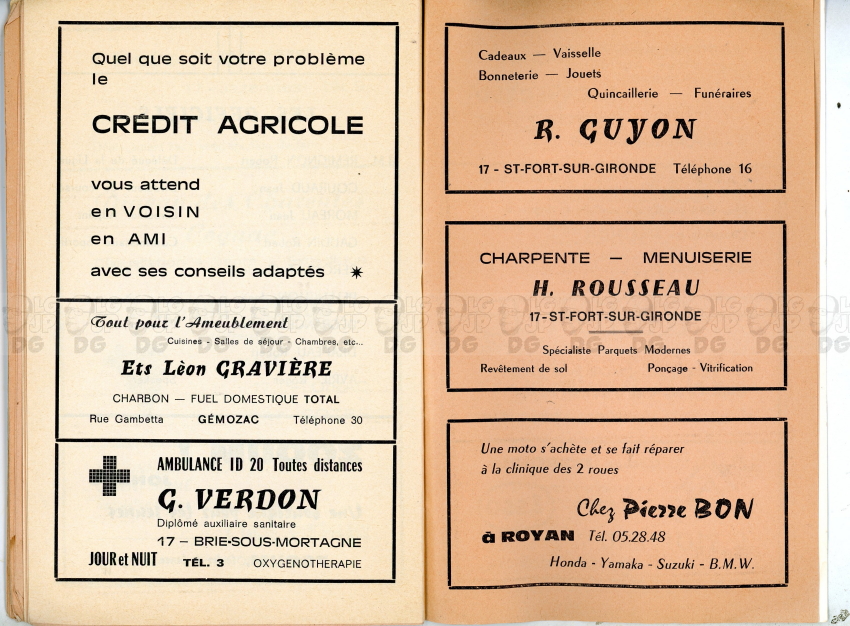 Quel que soit votre problème
le
CRÉDIT AGRICOLE
vous attend
en VOISIN
en AMI
avec ses conseils adaptés
Tout pour l'Ameublement
Cuisines - Salles de séjour - Chambres, etc...
Ets Lèon GRAVIÈRE
CHARBON — FUEL DOMESTIQUE TOTAL
Rue Gambetta GÉMOZAC Téléphone 30
AMBULANCE ID 20 Toutes distances
G. VERDON
Diplômé auxiliaire sanitaire
17 - BRIE-SOUS-MORTAGNE
JOUR et NUIT TÉL. 3 OXYGENOTHERAPIE
Cadeaux — Vaisselle
Bonneterie — Jouets
Quincaillerie — Funéraires
R. GUYON
17 - ST-FORT-SUR-GIRONDE Téléphone 16
CHARPENTE — MENUISERIE
H. ROUSSEAU
17-ST-FORT-SUR-GIRONDE
Spécialiste Parquets Modernes
Revêtement de sol Ponçage - Vitrification
Une moto s'achète et se fait réparer
à la clinique des 2 roues
Chez Pierre BON
à ROYAN Tél. 05.28.48
Honda - Yamaka - Suzuki - B.M.W.
LG
JP
DG